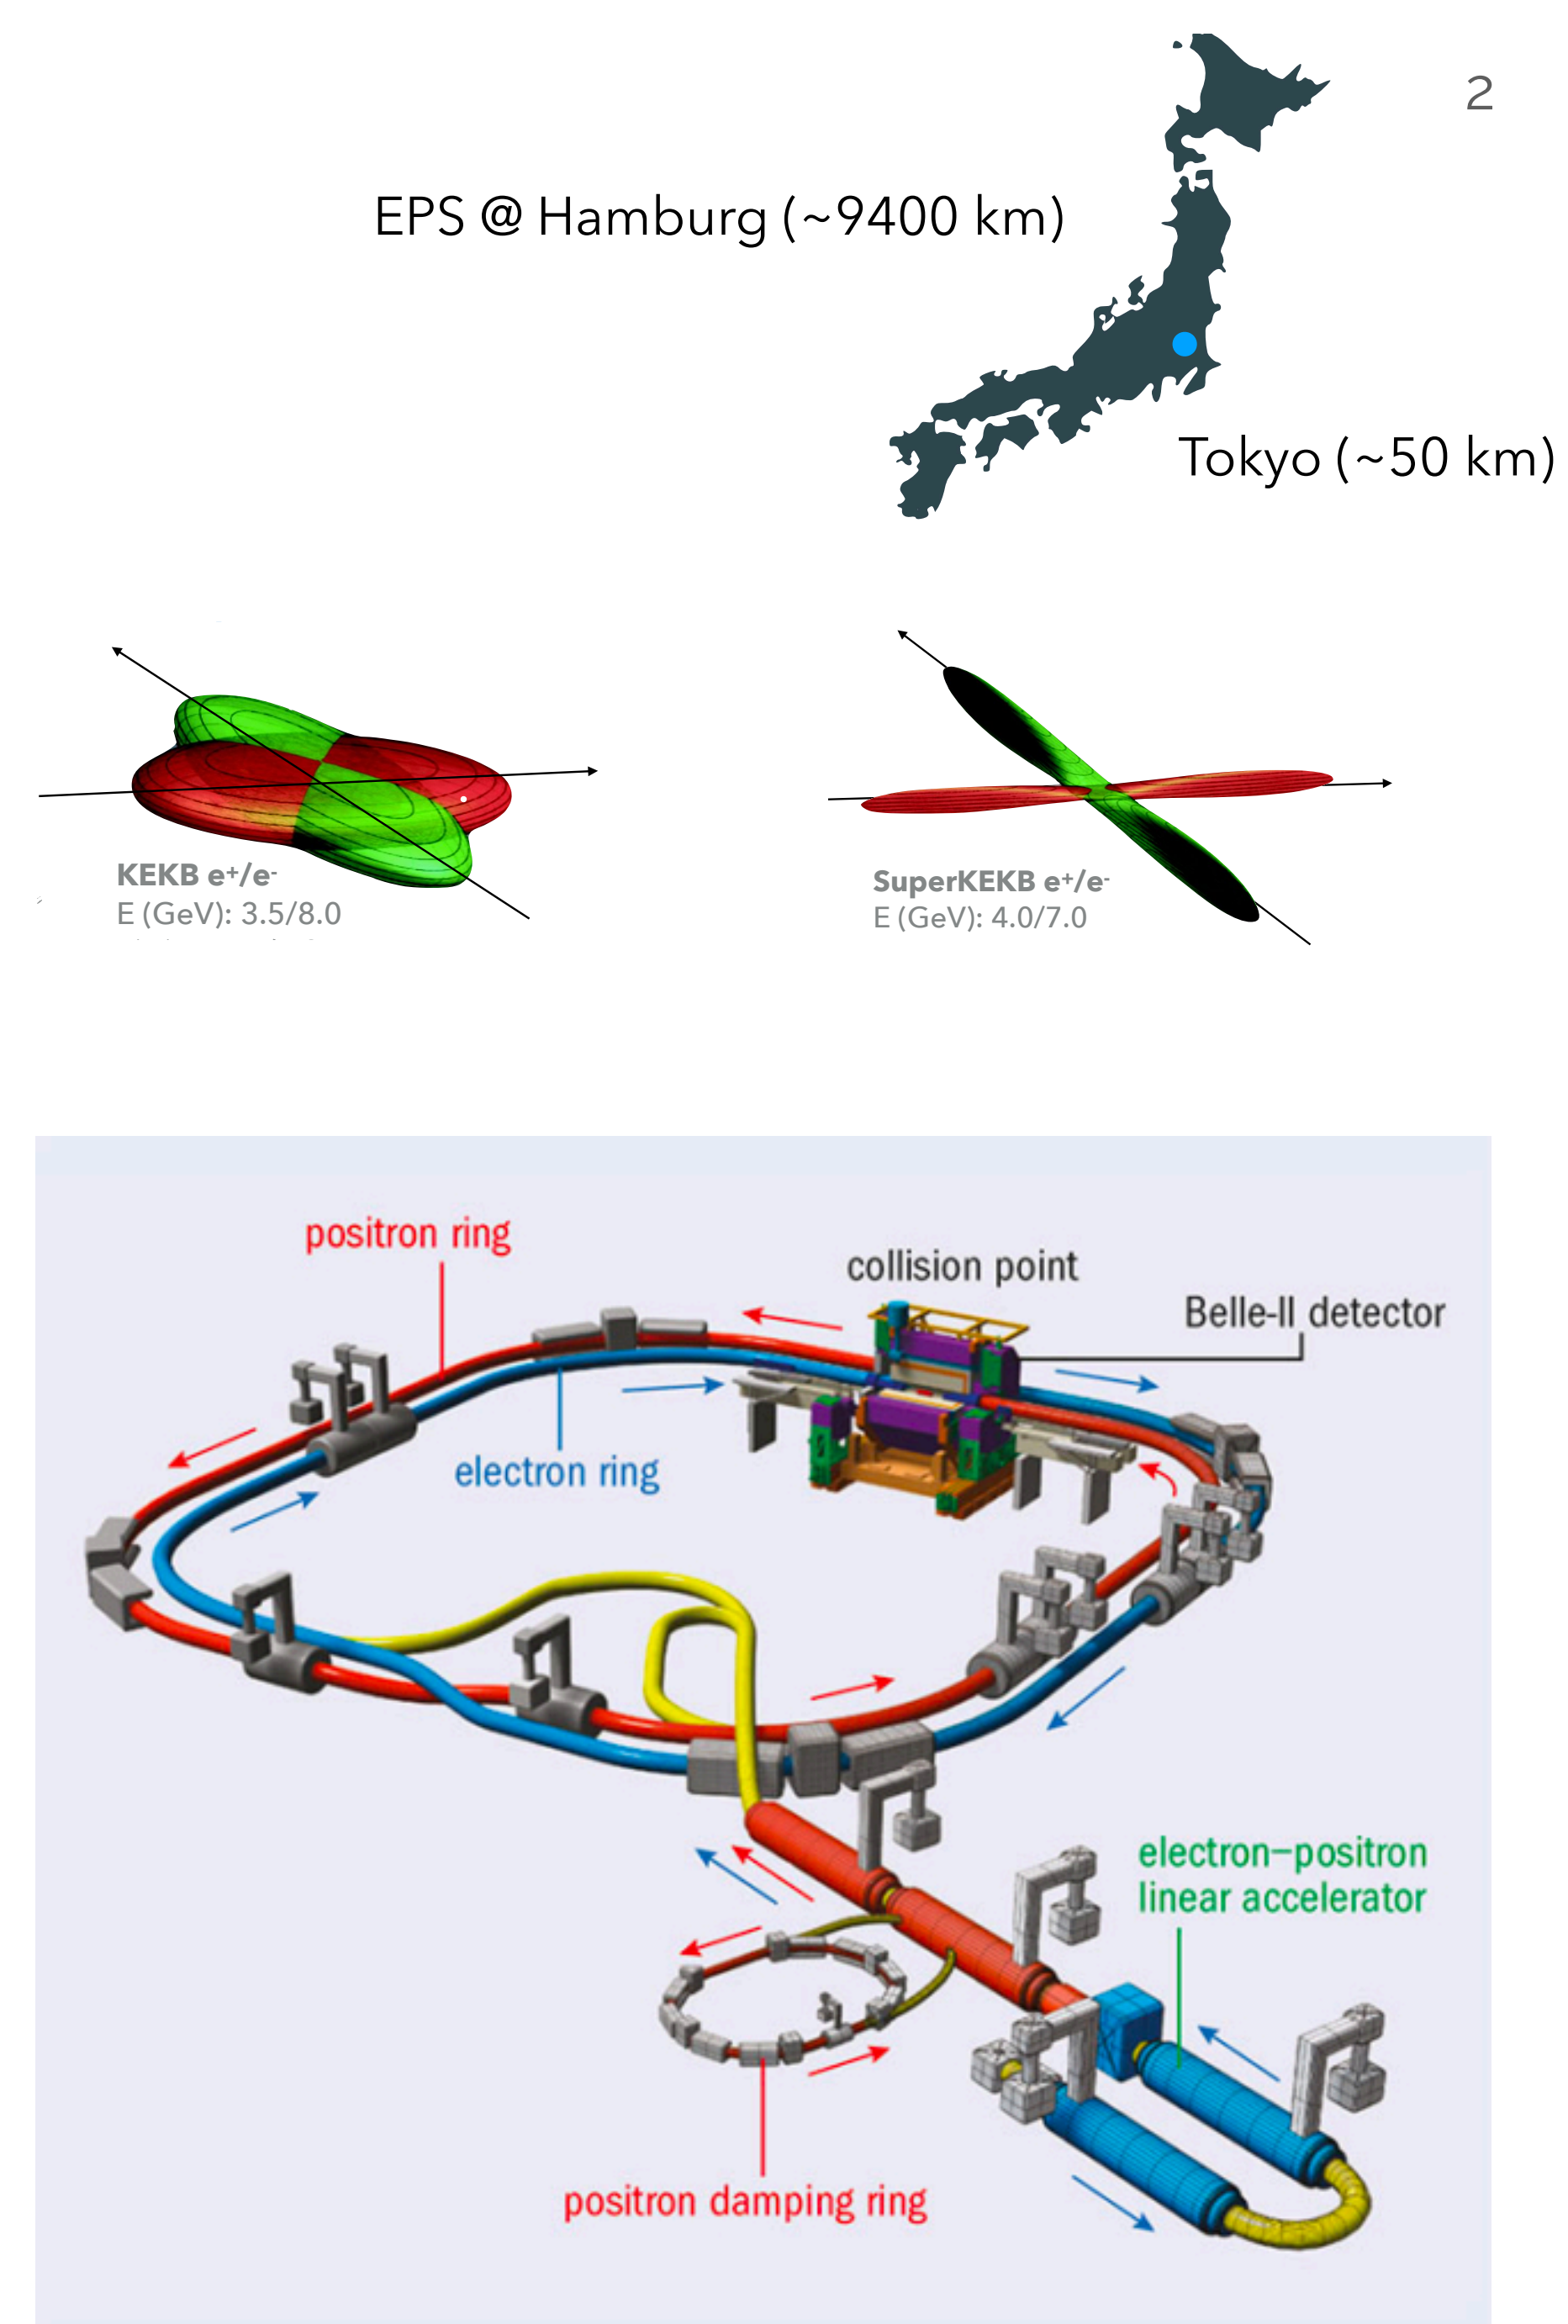 2
EPS @ Hamburg (~9400 km)
Tokyo (~50 km)
KEKB e+/e-
E (GeV): 3.5/8.0
SuperKEKB e+/e-
E (GeV): 4.0/7.0
positron ring
collision point
Belle-II detector
electron ring
electron–positron
linear accelerator
positron damping ring